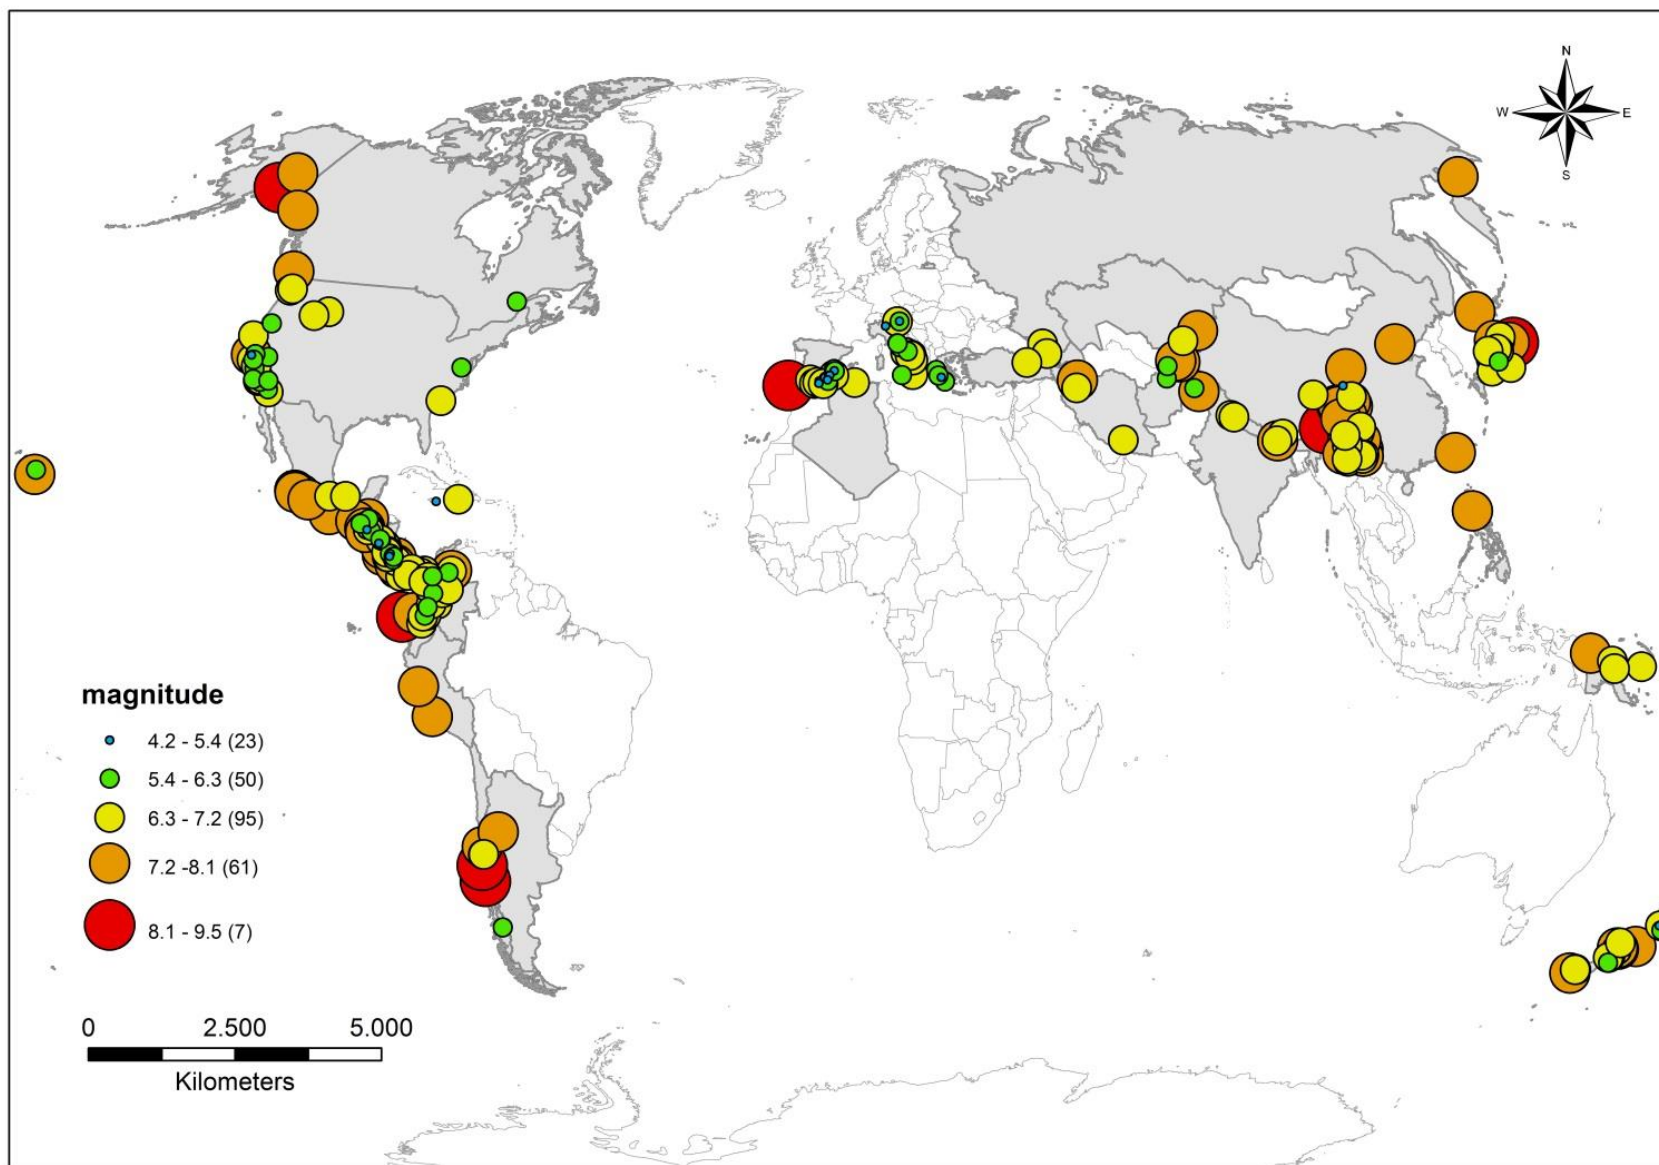 N
W E
S
magnitude
4.2 - 5.4 (23)
5.4 - 6.3 (50)
6.3 - 7.2 (95)
7.2 -8.1 (61)
8.1 - 9.5 (7)
0 2.500 5.000
Kilometers